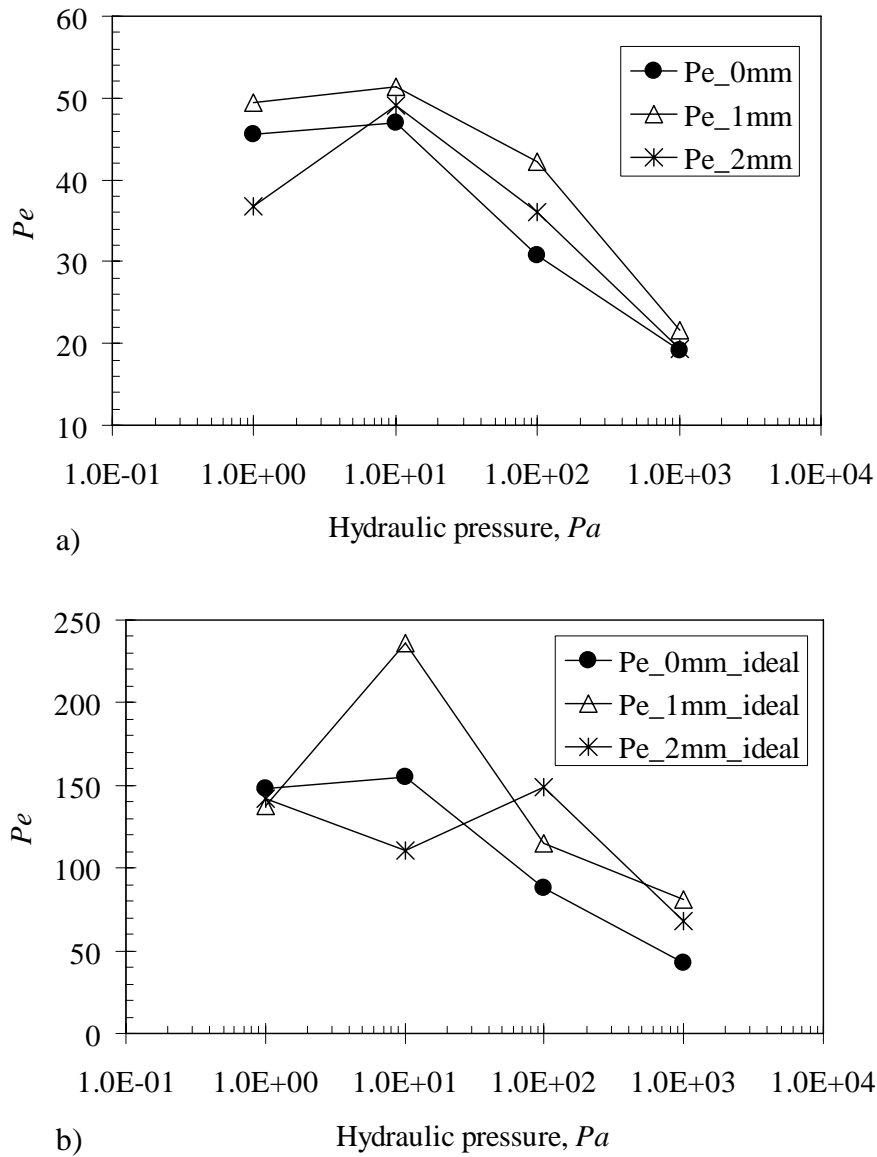 60
50
40
30
20
10
Pe
Pe_0mm
Pe_1mm
Pe_2mm
1.0E-01 1.0E+00 1.0E+01 1.0E+02 1.0E+03 1.0E+04
Hydraulic pressure, Pa
a)
250
200
150
100
50
0
Pe
Pe_0mm_ideal
Pe_1mm_ideal
Pe_2mm_ideal
1.0E-01 1.0E+00 1.0E+01 1.0E+02 1.0E+03 1.0E+04
Hydraulic pressure, Pa
b)